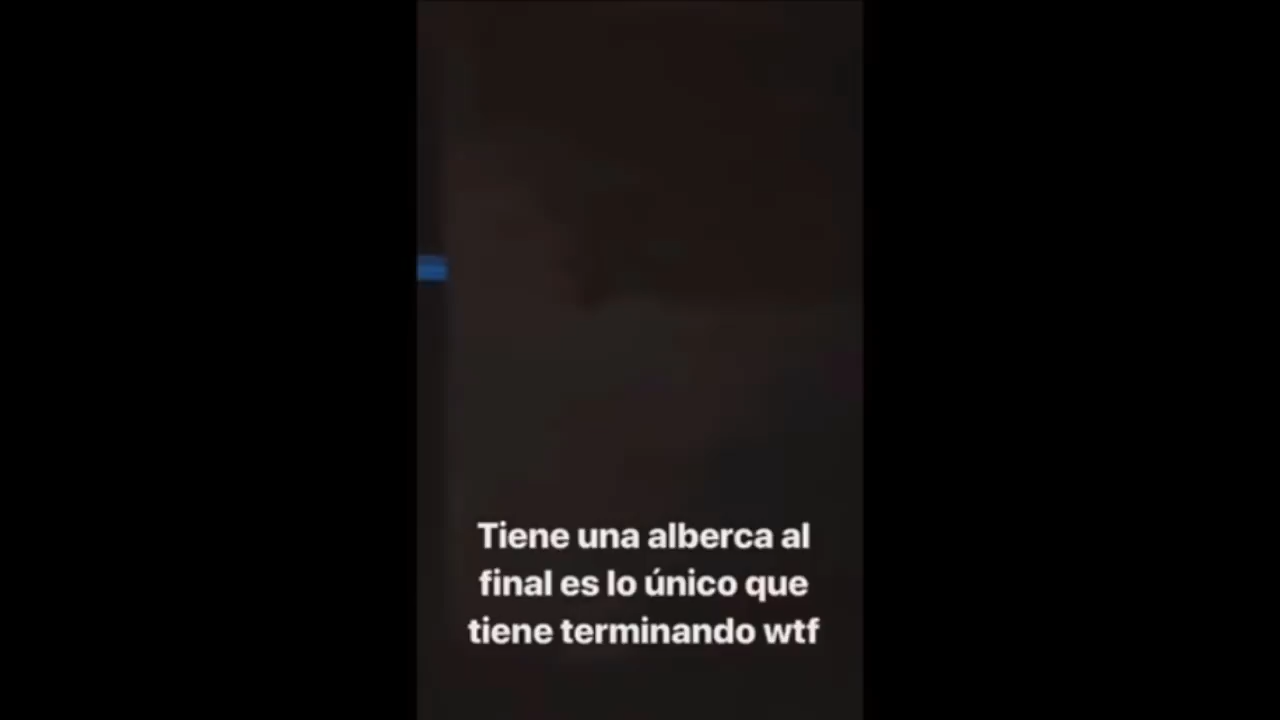 Tiene una alberca al
final es lo único que
tiene terminando wtf